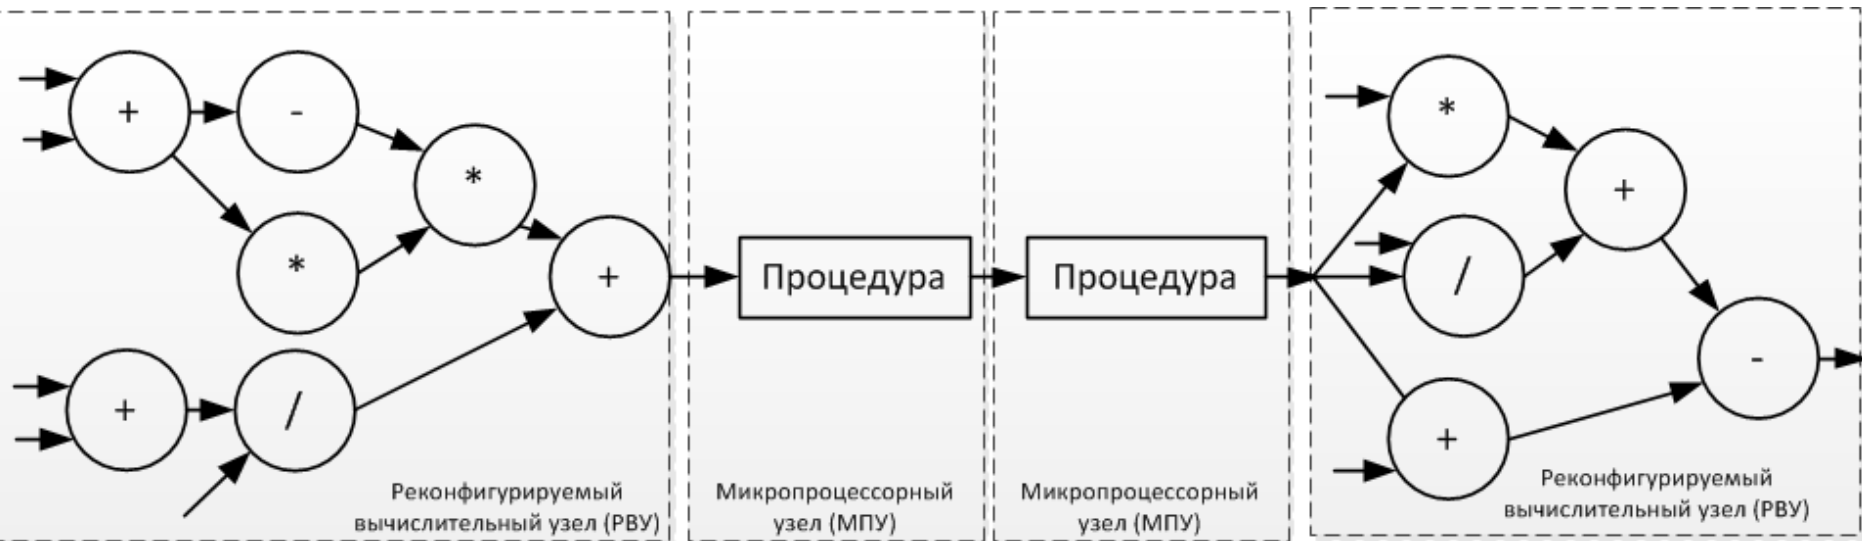 +
-
*
*
+
+
/
Реконфигурируемый
вычислительный узел (РВУ)
Процедура
Микропроцессорный
узел (МПУ)
Процедура
Микропроцессорный
узел (МПУ)
*
+
/
-
+
Реконфигурируемый
вычислительный узел (РВУ)